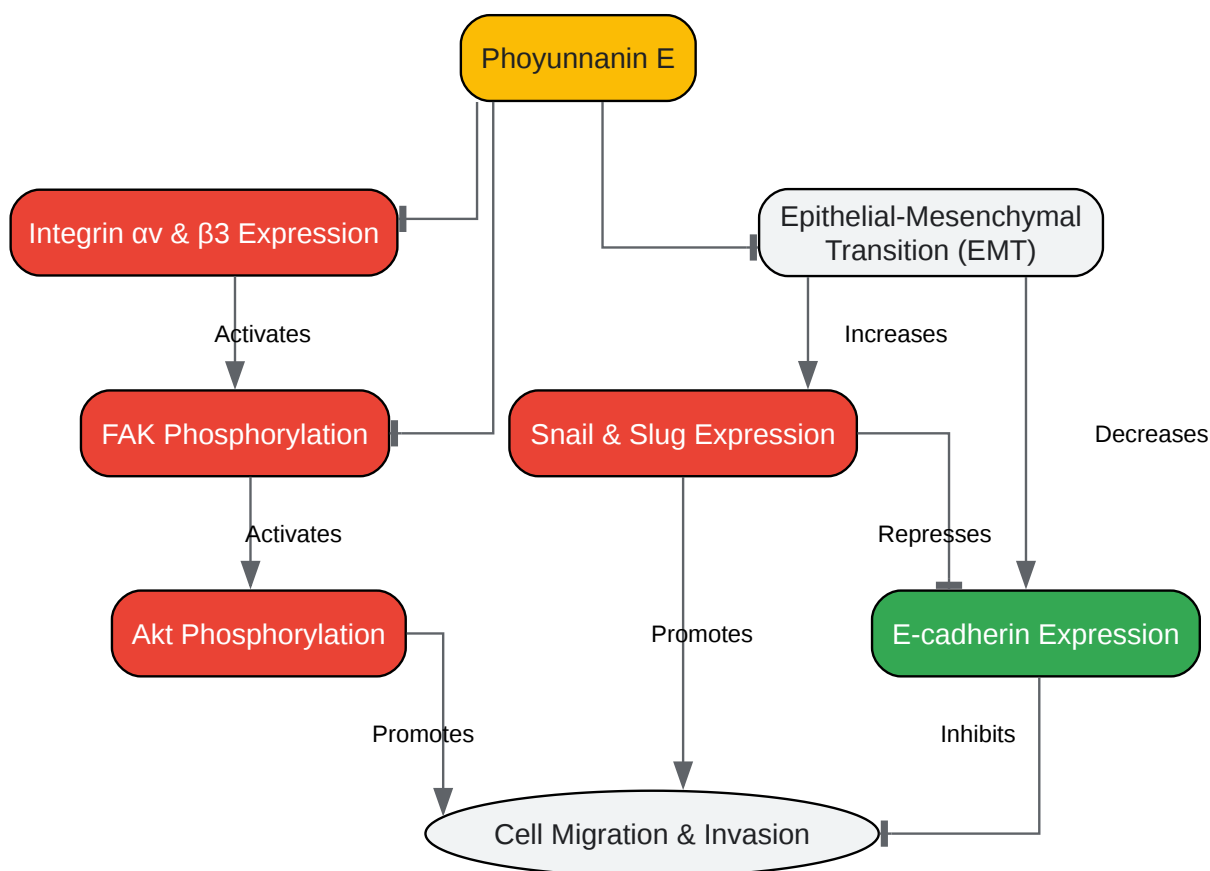 Phoyunnanin E
Integrin αv & β3 Expression
Epithelial-Mesenchymal
Transition (EMT)
Activates
Increases
FAK Phosphorylation
Snail & Slug Expression
Decreases
Activates
Represses
Akt Phosphorylation
Promotes
E-cadherin Expression
Promotes
Inhibits
Cell Migration & Invasion